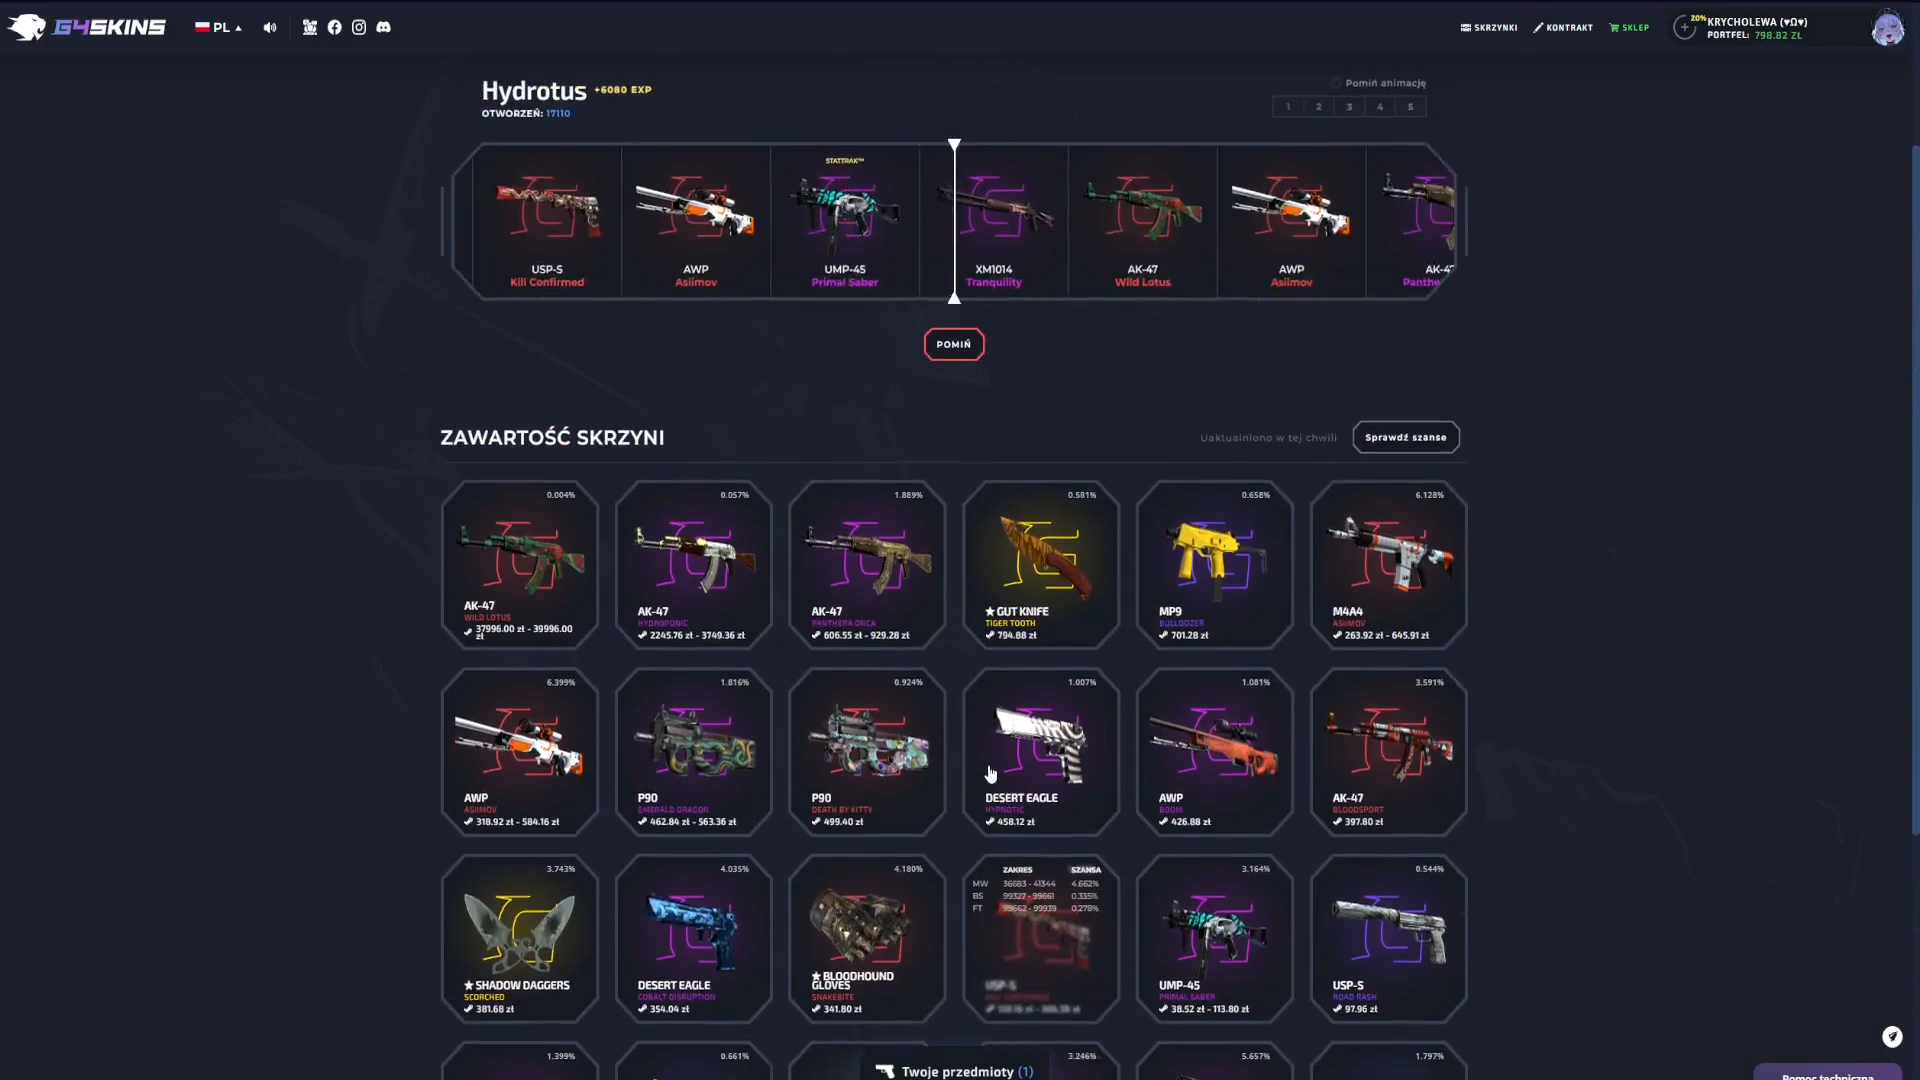 G4SKINS
PL
SKRZYNKI
KONTRAKT
SKLEP
20%
KRYCHOLEWA (♥Ω♥)
PORTFEL: 798.82 ZŁ
Hydrotus +6080 EXP
OTWORZEŃ: 17110
Pomiń animację
1 2 3 4 5
STATTRAK™
USP-S
Kill Confirmed
AWP
Asiimov
UMP-45
Primal Saber
XM1014
Tranquility
AK-47
Wild Lotus
AWP
Asiimov
AK-47
Panthe
POMIŃ
ZAWARTOŚĆ SKRZYNI
Uaktualniono w tej chwili
Sprawdź szanse
0.004%
AK-47
WILD LOTUS
37996.00 zł - 39996.00
zł
0.057%
AK-47
HYDROPONIC
2245.76 zł - 3749.36 zł
1.889%
AK-47
PANTHERA ONCA
606.55 zł - 929.28 zł
0.581%
★ GUT KNIFE
TIGER TOOTH
794.88 zł
0.658%
MP9
BULLDOZER
701.28 zł
6.128%
M4A4
ASIIMOV
263.92 zł - 645.91 zł
6.399%
AWP
ASIIMOV
318.92 zł - 584.16 zł
1.816%
P90
EMERALD DRAGON
462.84 zł - 563.36 zł
0.924%
P90
DEATH BY KITTY
499.40 zł
1.007%
DESERT EAGLE
HYPNOTIC
458.12 zł
1.081%
AWP
BOOM
426.88 zł
3.591%
AK-47
BLOODSPORT
397.80 zł
3.743%
★ SHADOW DAGGERS
SCORCHED
381.68 zł
4.035%
DESERT EAGLE
COBALT DISRUPTION
354.04 zł
4.180%
★ BLOODHOUND
GLOVES
SNAKEBITE
341.80 zł
ZAKRES SZANSA
MW 36683 - 41344 4.662%
BS 99327 - 99661 0.335%
FT 99662 - 99939 0.278%
USP-S
3.164%
UMP-45
PRIMAL SABER
38.52 zł - 113.80 zł
0.544%
USP-S
ROAD RASH
97.96 zł
1.399%
0.661%
3.246%
5.657%
1.797%
Twoje przedmioty (1)
Pomoc techniczna